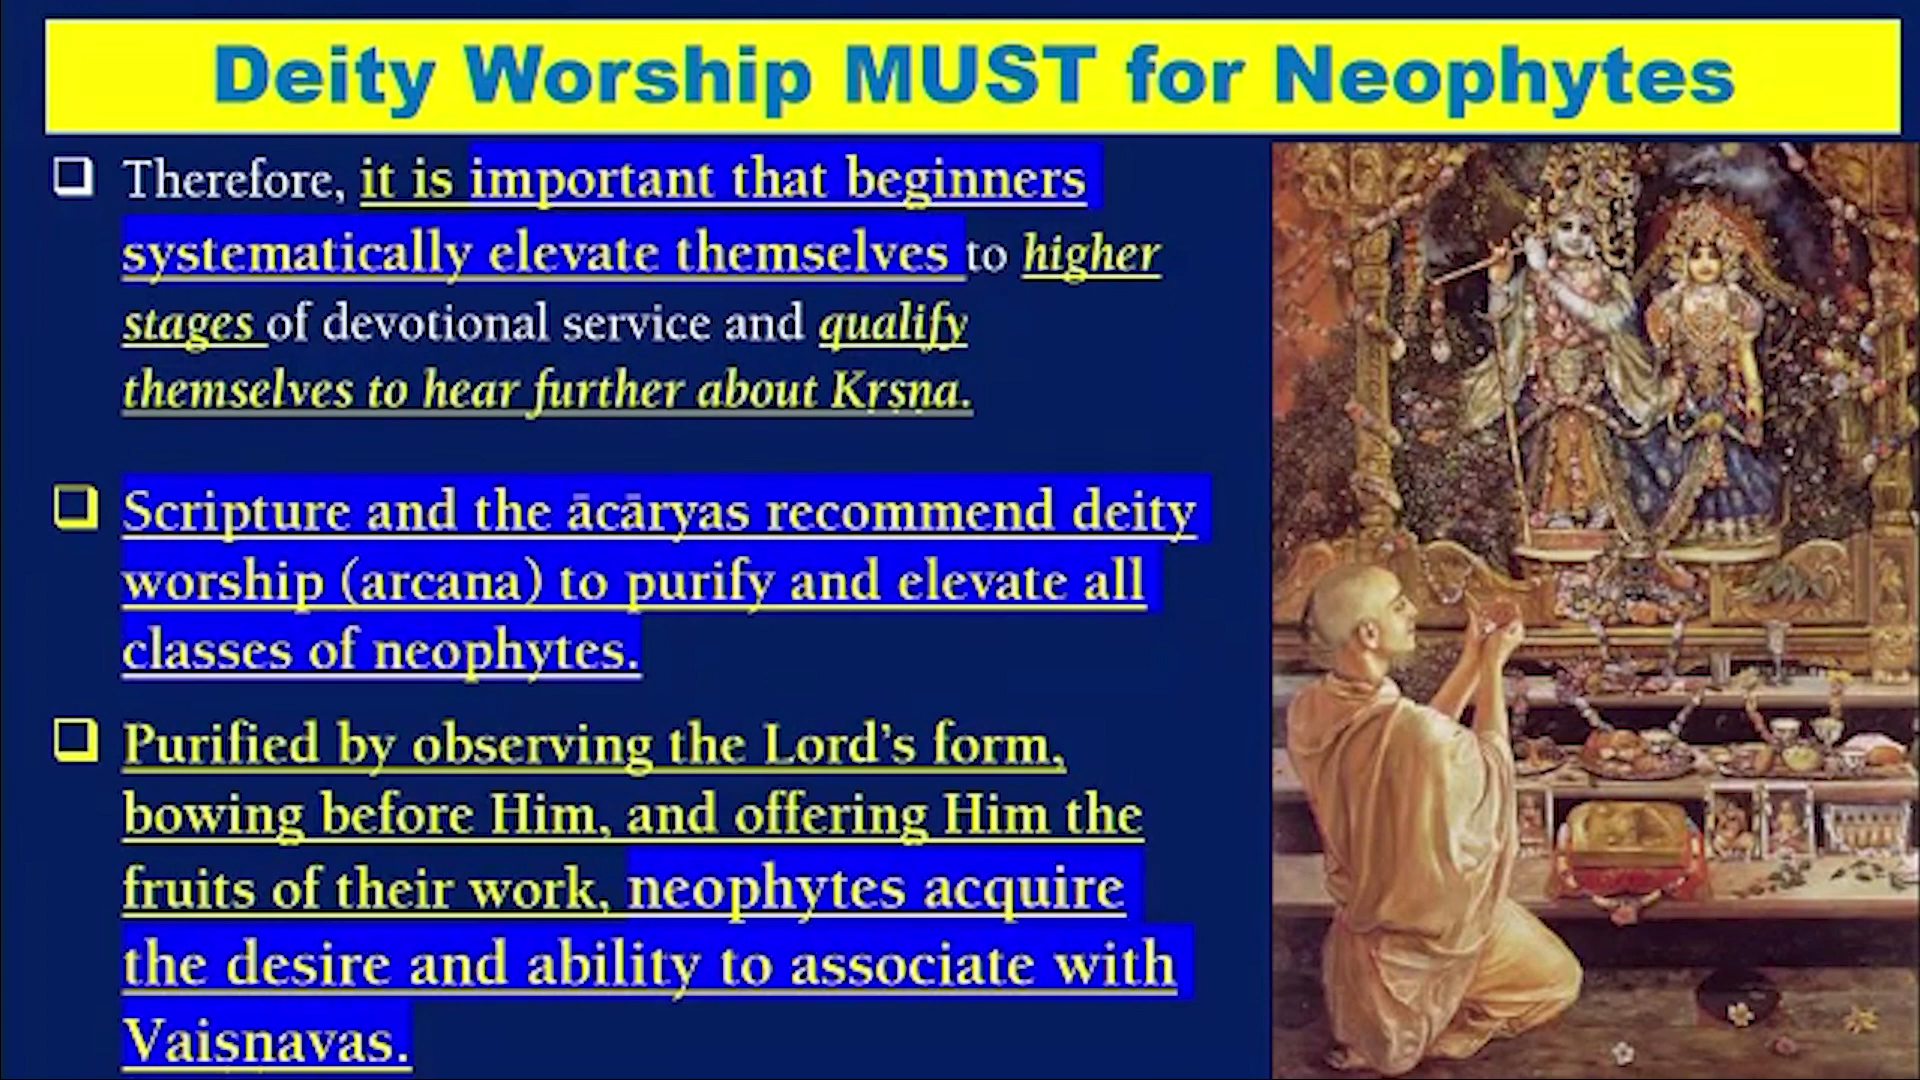 Deity Worship MUST for Neophytes
Therefore, it is important that beginners
systematically elevate themselves to higher
stages of devotional service and qualify
themselves to hear further about Kṛṣṇa.
Scripture and the ācāryas recommend deity
worship (arcana) to purify and elevate all
classes of neophytes.
Purified by observing the Lord’s form,
bowing before Him, and offering Him the
fruits of their work, neophytes acquire
the desire and ability to associate with
Vaiṣṇavas.